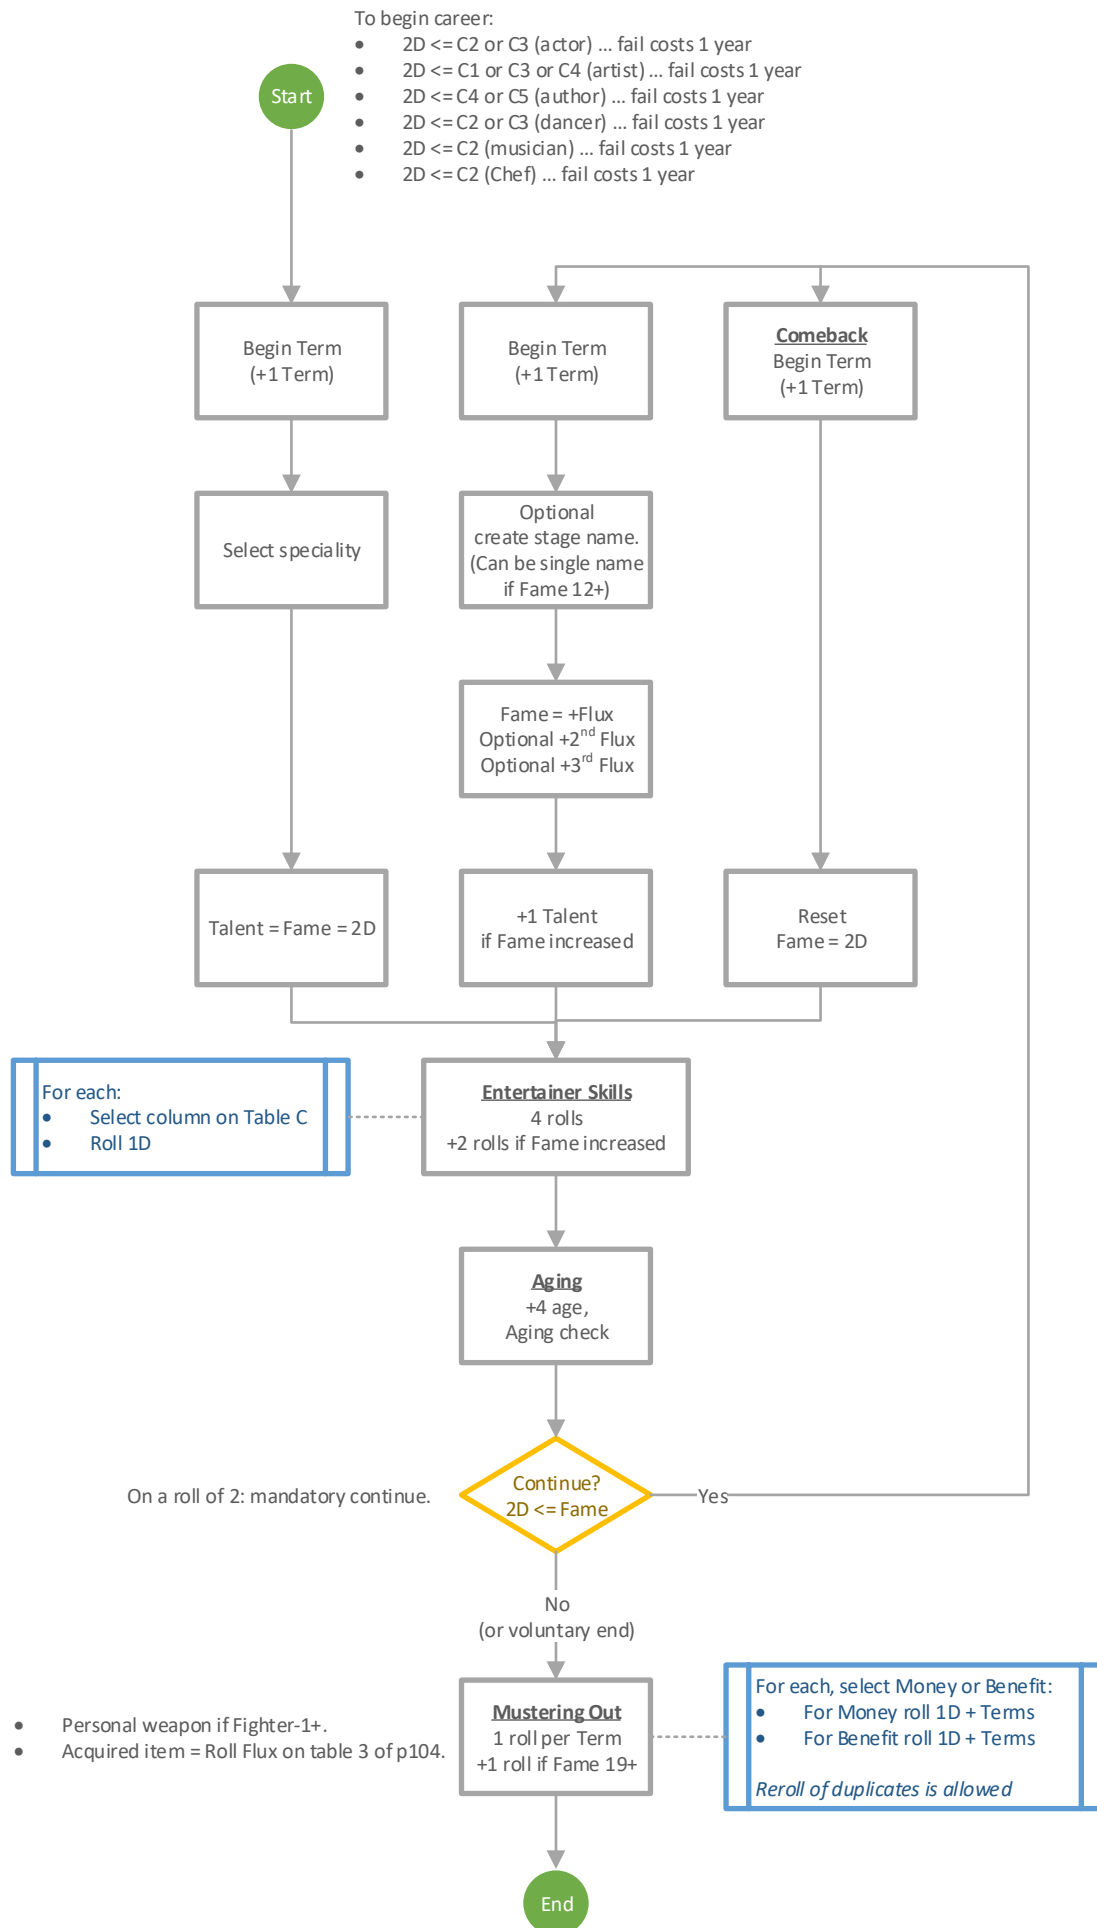 To begin career:
• 2D <= C2 or C3 (actor) ... fail costs 1 year
• 2D <= C1 or C3 or C4 (artist) ... fail costs 1 year
• 2D <= C4 or C5 (author) ... fail costs 1 year
• 2D <= C2 or C3 (dancer) ... fail costs 1 year
• 2D <= C2 (musician) ... fail costs 1 year
• 2D <= C2 (Chef) ... fail costs 1 year
Start
Begin Term
(+1 Term)
Begin Term
(+1 Term)
Comeback
Begin Term
(+1 Term)
Select speciality
Optional
create stage name.
(Can be single name
if Fame 12+)
Fame = +Flux
Optional +2nd Flux
Optional +3rd Flux
Talent = Fame = 2D
+1 Talent
if Fame increased
Reset
Fame = 2D
For each:
• Select column on Table C
• Roll 1D
Entertainer Skills
4 rolls
+2 rolls if Fame increased
Aging
+4 age,
Aging check
On a roll of 2: mandatory continue.
Continue?
2D <= Fame
Yes
No
(or voluntary end)
• Personal weapon if Fighter-1+.
• Acquired item = Roll Flux on table 3 of p104.
Mustering Out
1 roll per Term
+1 roll if Fame 19+
For each, select Money or Benefit:
• For Money roll 1D + Terms
• For Benefit roll 1D + Terms
Reroll of duplicates is allowed
End